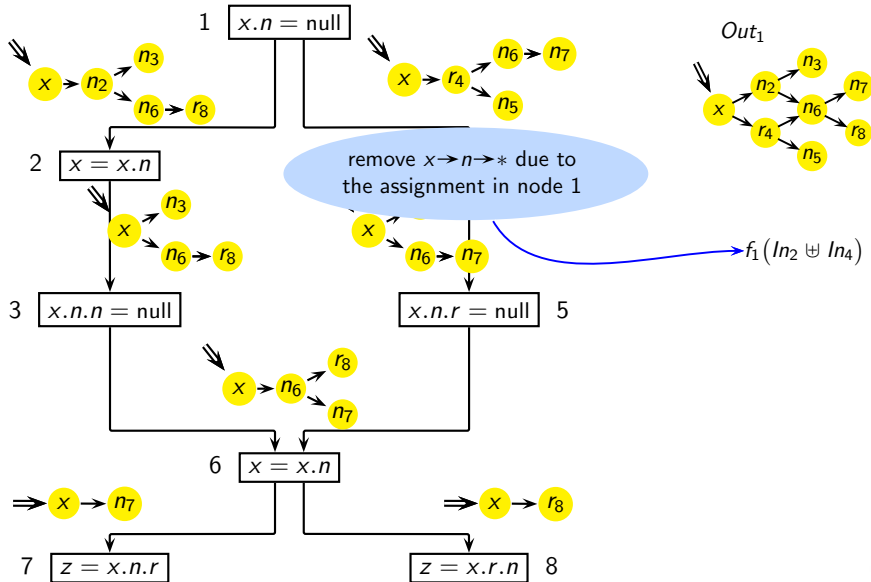 1 x.n = null
Out₁
x n₂ n₃ n₆ r₈
x r₄ n₆ n₇ n₅
x n₂ n₃ r₄ n₆ n₇ r₈ n₅
2 x = x.n
remove x→n→∗ due to
the assignment in node 1
x n₃ n₆ r₈
x n₆ n₇
f₁(In₂ ⊎ In₄)
3 x.n.n = null
x.n.r = null 5
x n₆ r₈ n₇
6 x = x.n
x n₇
x r₈
7 z = x.n.r
z = x.r.n 8